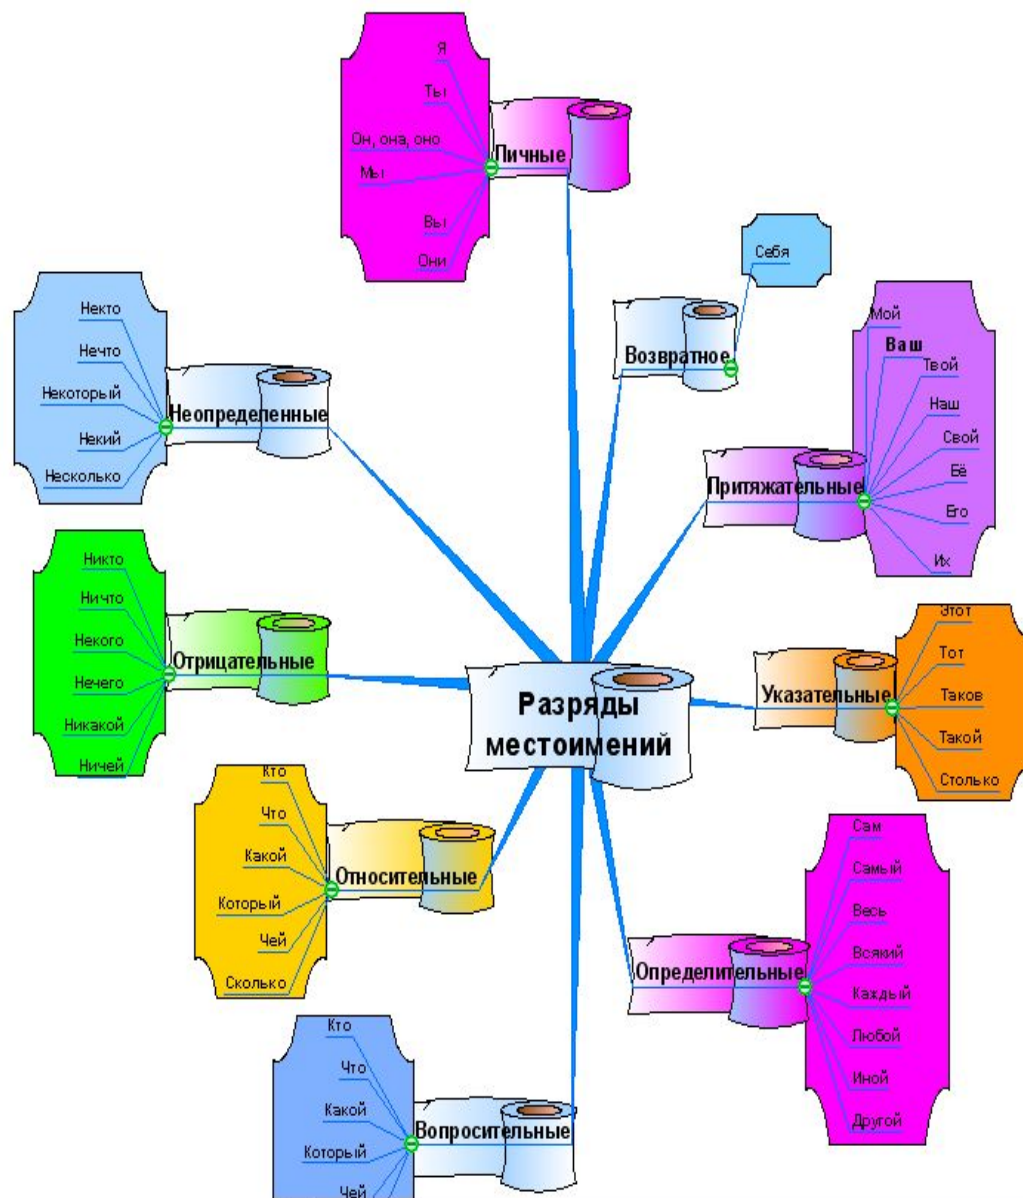 Я
Ты
Он, она, оно
Мы
Вы
Они
Личные
Себя
Возвратное
Мой
Ваш
Твой
Наш
Свой
Её
Его
Их
Притяжательные
Этот
Тот
Таков
Такой
Столько
Указательные
Сам
Самый
Весь
Всякий
Каждый
Любой
Иной
Другой
Определительные
Кто
Что
Какой
Который
Чей
Вопросительные
Кто
Что
Какой
Который
Чей
Сколько
Относительные
Никто
Ничто
Некого
Нечего
Никакой
Ничей
Отрицательные
Некто
Нечто
Некоторый
Некий
Несколько
Неопределенные
Разряды
местоимений